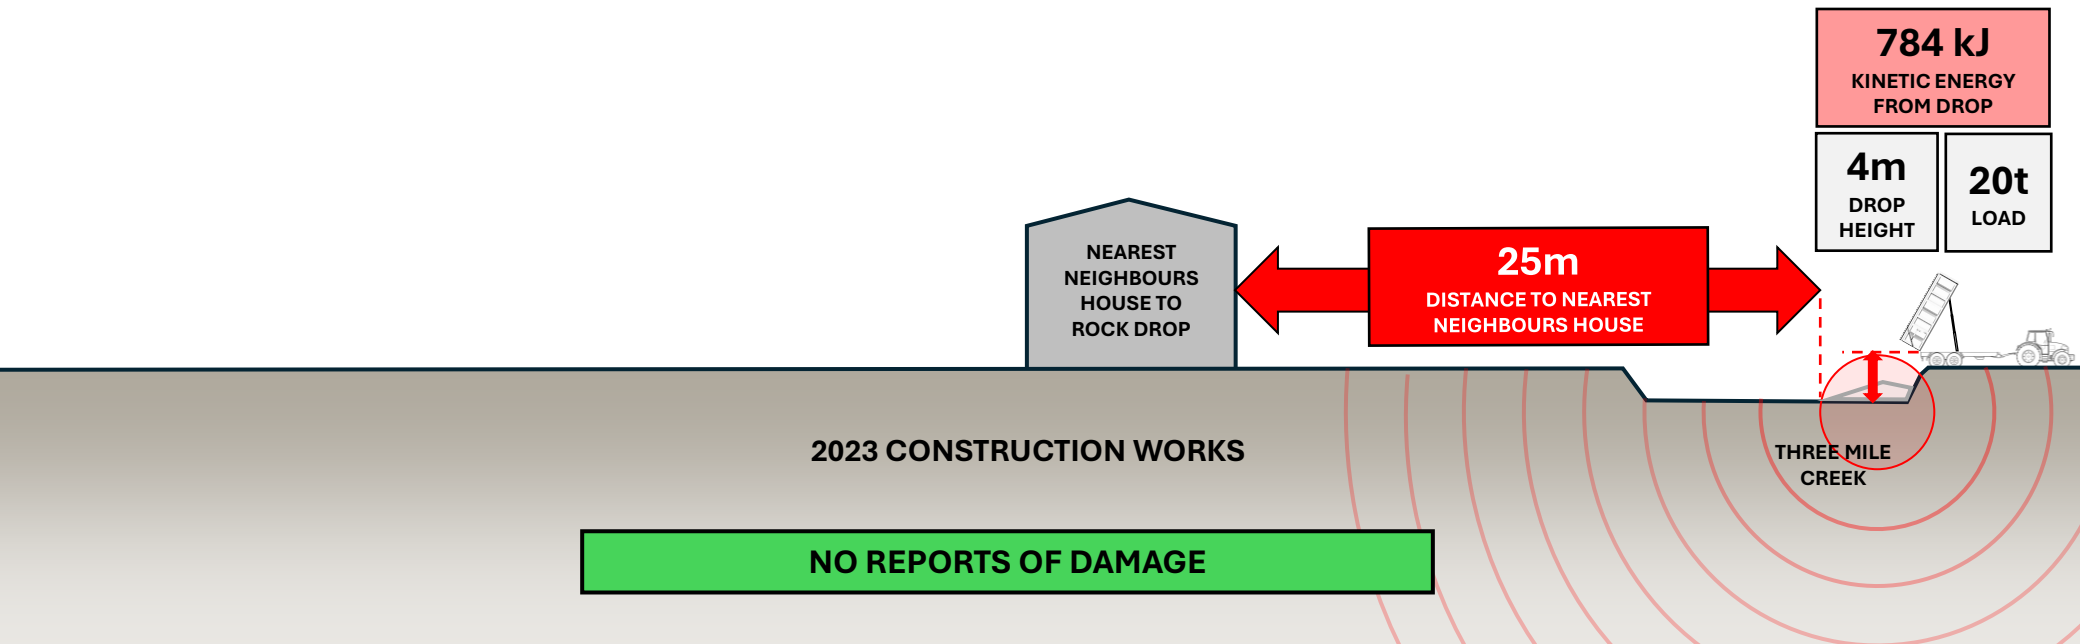 784 kJ
KINETIC ENERGY
FROM DROP
4m
DROP
HEIGHT
20t
LOAD
NEAREST
NEIGHBOURS
HOUSE TO
ROCK DROP
25m
DISTANCE TO NEAREST
NEIGHBOURS HOUSE
2023 CONSTRUCTION WORKS
THREE MILE
CREEK
NO REPORTS OF DAMAGE